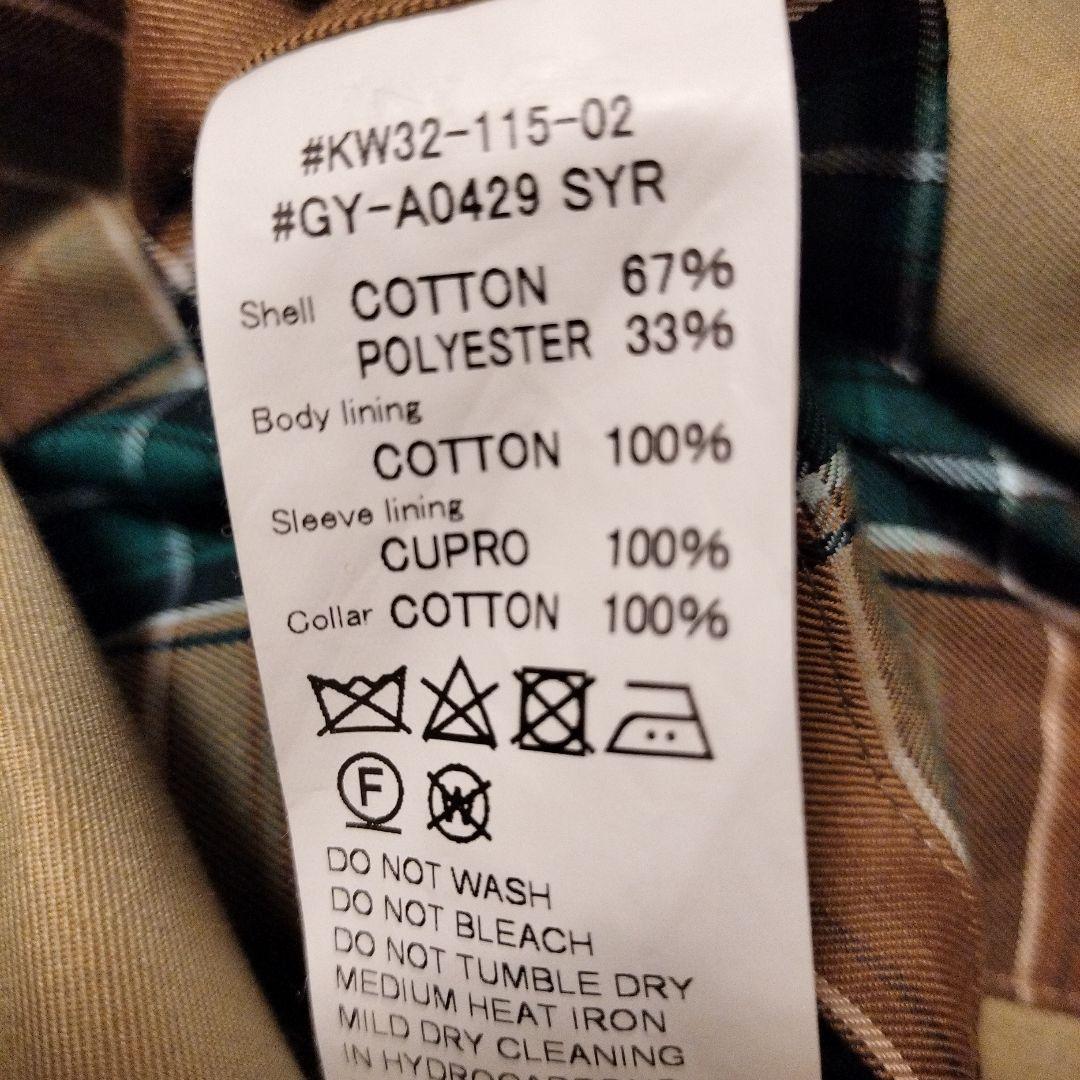 #KW32-115-02
#GY-A0429 SYR
Shell COTTON 67%
POLYESTER 33%
Body lining
COTTON 100%
Sleeve lining
CUPRO 100%
Collar COTTON 100%
F W
DO NOT WASH
DO NOT BLEACH
DO NOT TUMBLE DRY
MEDIUM HEAT IRON
MILD DRY CLEANING
IN